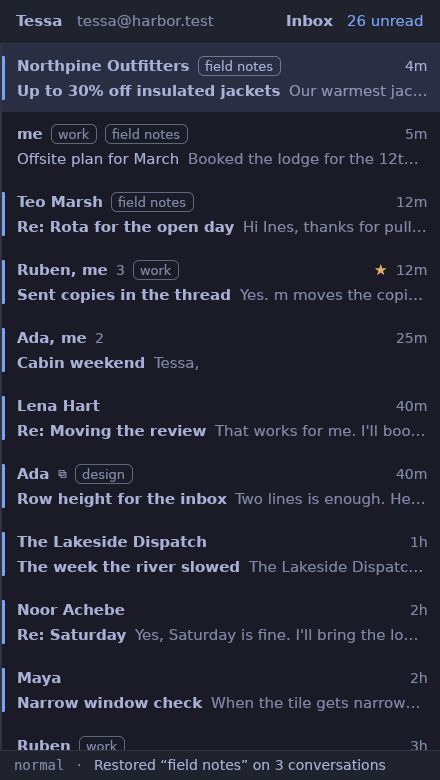 Tessa tessa@harbor.test Inbox 26 unread
Northpine Outfitters field notes 4m
Up to 30% off insulated jackets Our warmest jac…
me work field notes 5m
Offsite plan for March Booked the lodge for the 12t…
Teo Marsh field notes 12m
Re: Rota for the open day Hi Ines, thanks for pull…
Ruben, me 3 work ★ 12m
Sent copies in the thread Yes. m moves the copi…
Ada, me 2 25m
Cabin weekend Tessa,
Lena Hart 40m
Re: Moving the review That works for me. I'll boo…
Ada design 40m
Row height for the inbox Two lines is enough. He…
The Lakeside Dispatch 1h
The week the river slowed The Lakeside Dispatc…
Noor Achebe 2h
Re: Saturday Yes, Saturday is fine. I'll bring the lo…
Maya 2h
Narrow window check When the tile gets narrow…
Ruben work 3h
normal · Restored “field notes” on 3 conversations